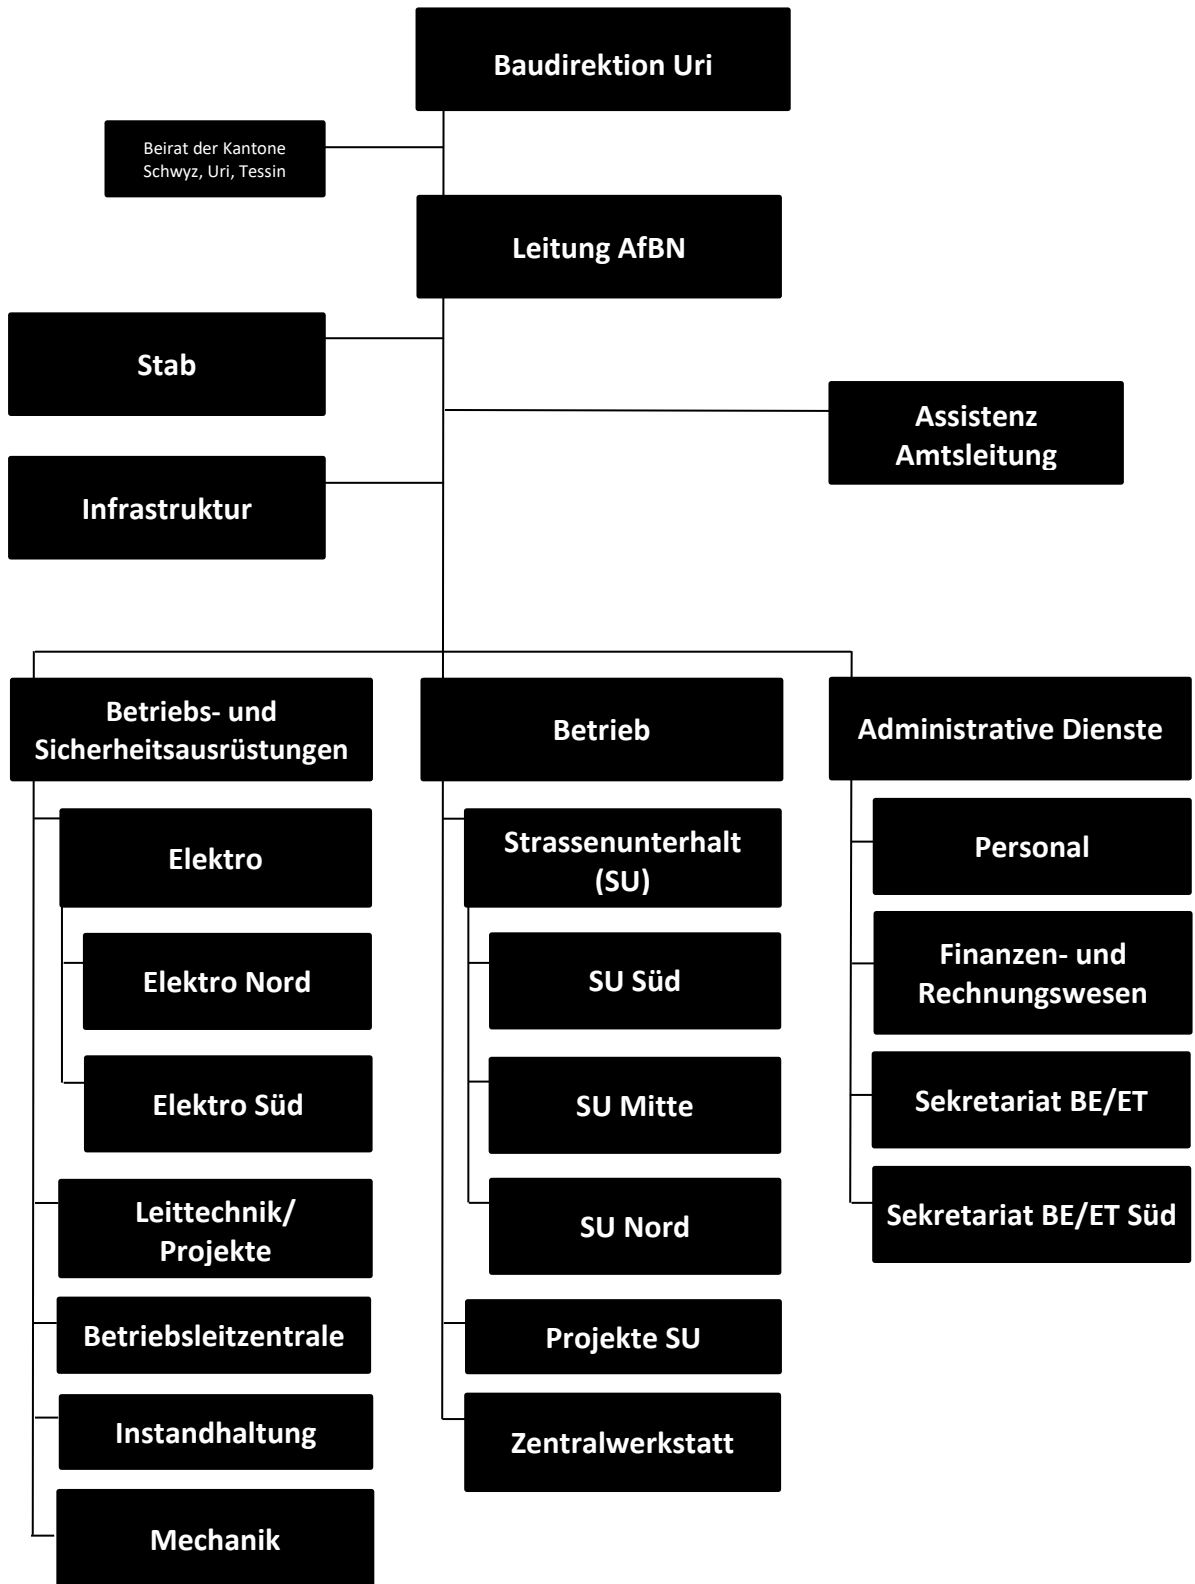 Baudirektion Uri
Beirat der Kantone
Schwyz, Uri, Tessin
Leitung AfBN
Stab
Assistenz
Amtsleitung
Infrastruktur
Betriebs- und
Sicherheitsausrüstungen
Elektro
Elektro Nord
Elektro Süd
Leittechnik/
Projekte
Betriebsleitzentrale
Instandhaltung
Mechanik
Betrieb
Strassenunterhalt
(SU)
SU Süd
SU Mitte
SU Nord
Projekte SU
Zentralwerkstatt
Administrative Dienste
Personal
Finanzen- und
Rechnungswesen
Sekretariat BE/ET
Sekretariat BE/ET Süd